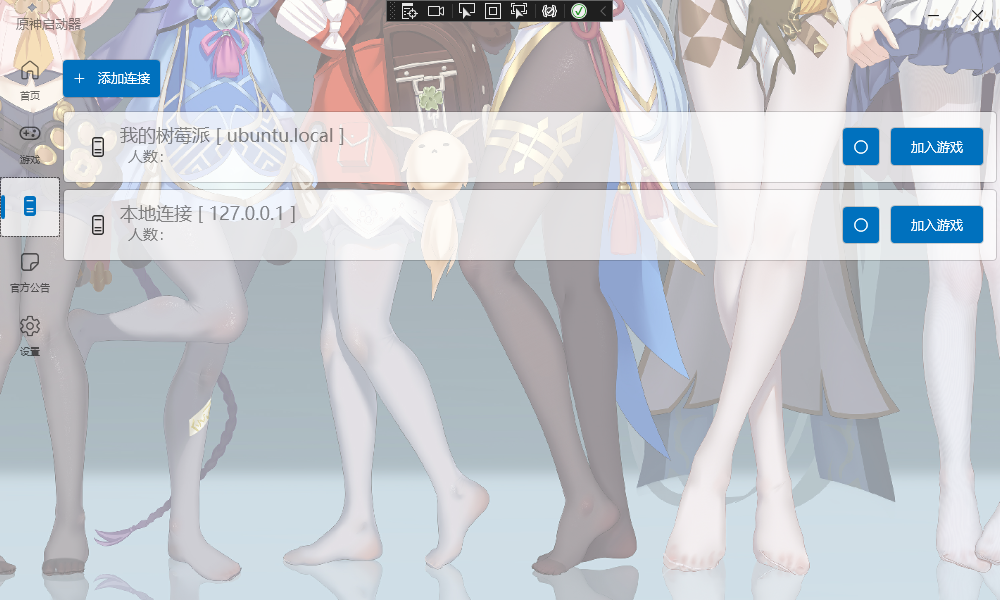 原神启动器
首页
添加连接
游戏
我的树莓派 [ ubuntu.local ]
人数:
加入游戏
本地连接 [ 127.0.0.1 ]
人数:
加入游戏
官方公告
设置